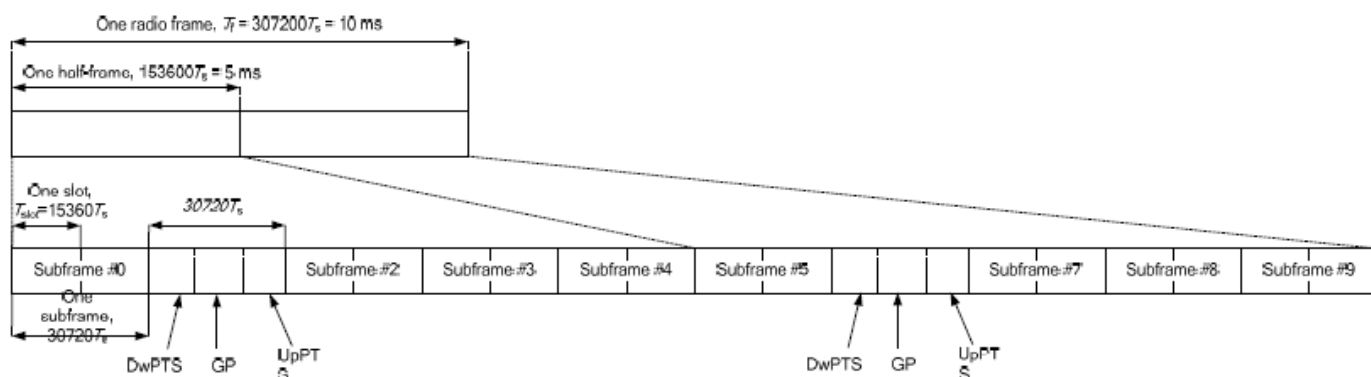 One radio frame, Tf = 307200Ts = 10 ms
One half-frame, 153600Ts = 5 ms
One slot,
Tslot=15360Ts
30720Ts
Subframe #0
Subframe #2
Subframe #3
Subframe #4
Subframe #5
Subframe #7
Subframe #8
Subframe #9
One
subframe,
30720Ts
DwPTS
GP
UpPT
S
DwPTS
GP
UpPT
S